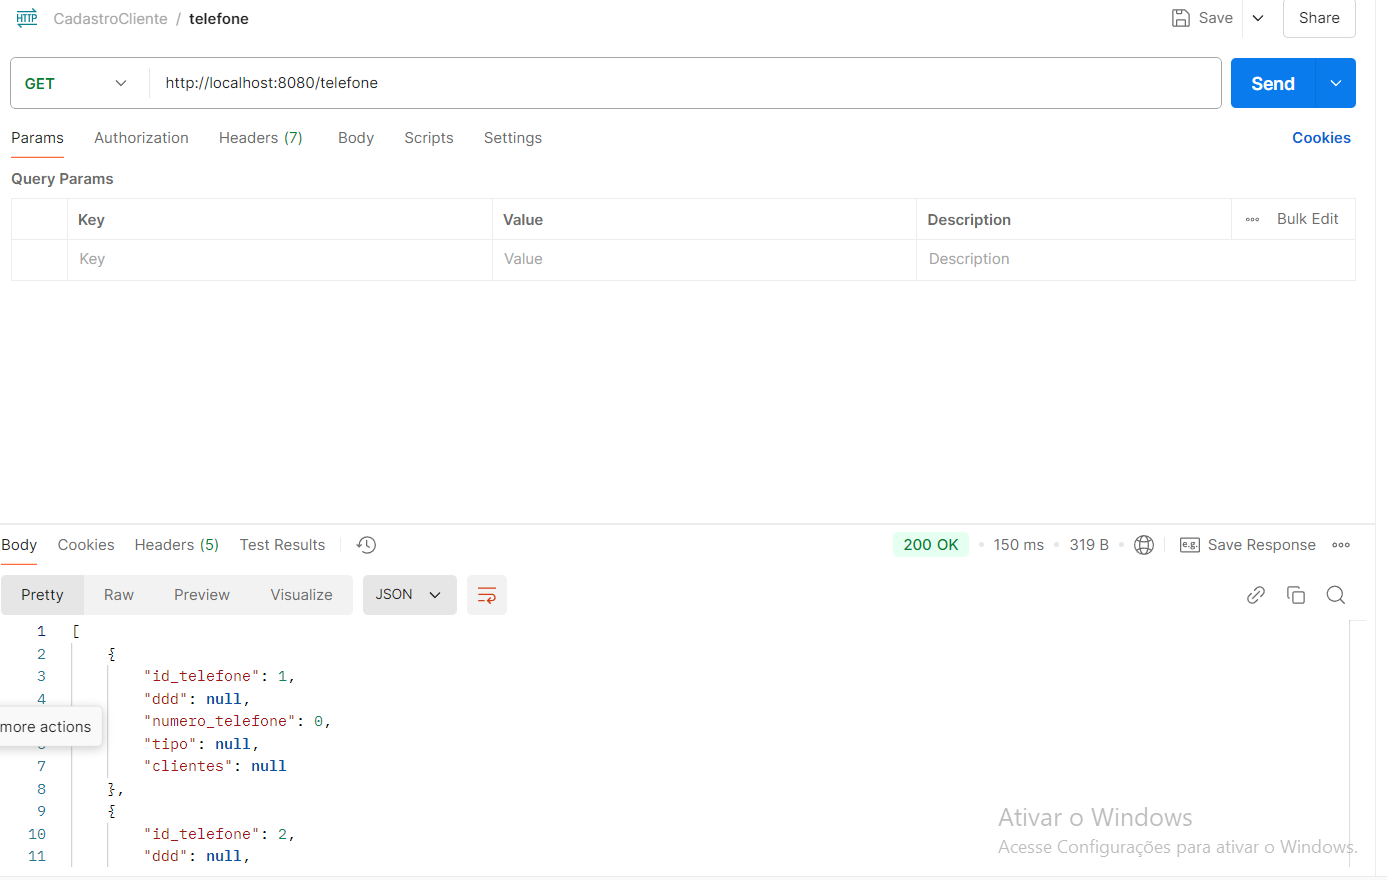 HTTP CadastroCliente / telefone Save Share
GET http://localhost:8080/telefone Send
Params Authorization Headers (7) Body Scripts Settings Cookies
Query Params
Key Value Description Bulk Edit
Key Value Description
Body Cookies Headers (5) Test Results 200 OK 150 ms 319 B e.g. Save Response
Pretty Raw Preview Visualize JSON
1 [
2 {
3 "id_telefone": 1,
4 "ddd": null,
"numero_telefone": 0,
more actions
"tipo": null,
7 "clientes": null
8 },
9 {
10 "id_telefone": 2,
11 "ddd": null,
Ativar o Windows
Acesse Configurações para ativar o Windows.